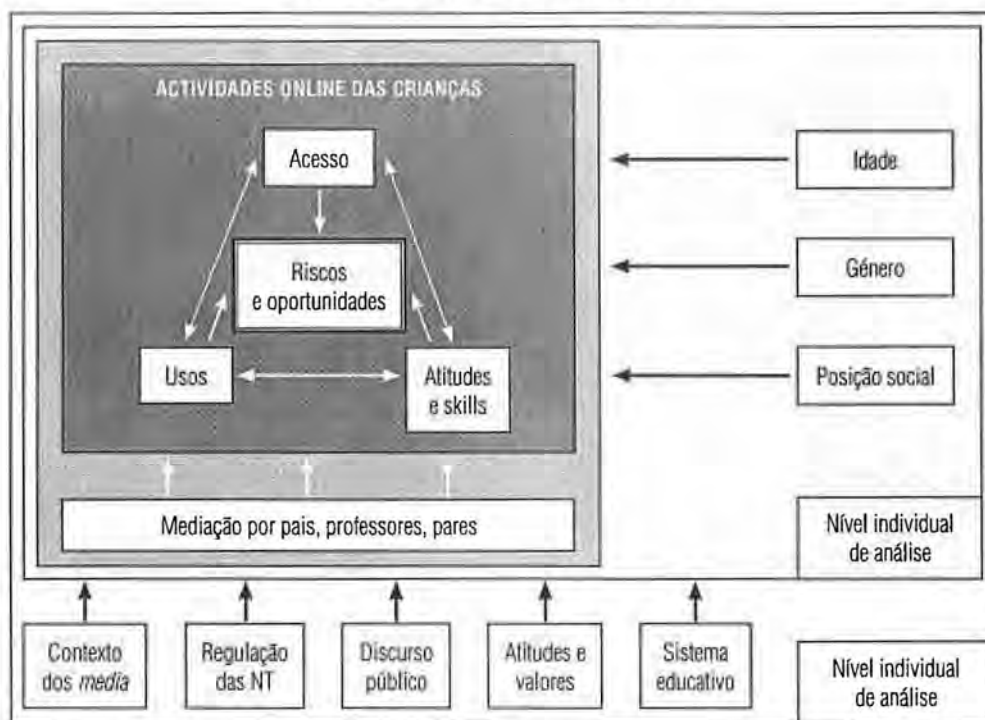 ACTIVIDADES ONLINE DAS CRIANÇAS
Acesso
Riscos
e oportunidades
Usos
Atitudes
e skills
Mediação por pais, professores, pares
Idade
Género
Posição social
Nível individual
de análise
Contexto
dos media
Regulação
das NT
Discurso
público
Atitudes e
valores
Sistema
educativo
Nível individual
de análise